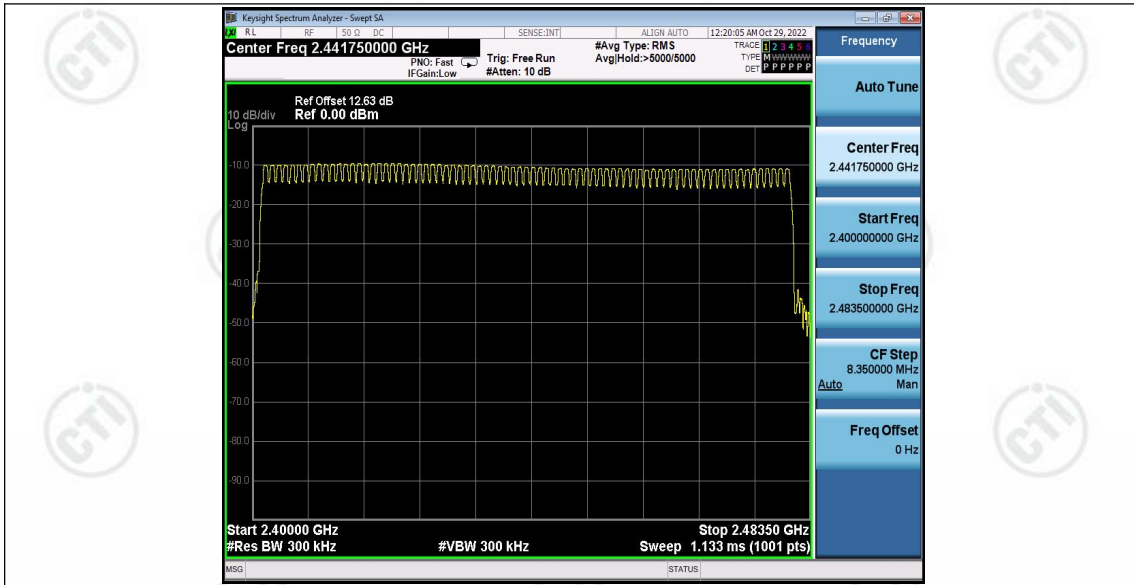 Keysight Spectrum Analyzer - Swept SA
LXI RL RF 50 Ω DC SENSE:INT ALIGN AUTO 12:20:05 AM Oct 29, 2022
Center Freq 2.441750000 GHz
PNO: Fast
IFGain:Low
Trig: Free Run
#Atten: 10 dB
#Avg Type: RMS
Avg|Hold:>5000/5000
TRACE 1 2 3 4 5 6
TYPE M W W W W W
DET P P P P P P
Frequency
Auto Tune
Center Freq
2.441750000 GHz
Start Freq
2.400000000 GHz
Stop Freq
2.483500000 GHz
CF Step
8.350000 MHz
Auto Man
Freq Offset
0 Hz
Ref Offset 12.63 dB
10 dB/div Ref 0.00 dBm
Log
-10.0
-20.0
-30.0
-40.0
-50.0
-60.0
-70.0
-80.0
-90.0
Start 2.40000 GHz Stop 2.48350 GHz
#Res BW 300 kHz #VBW 300 kHz Sweep 1.133 ms (1001 pts)
MSG STATUS
CTI
CTI
CTI
CTI